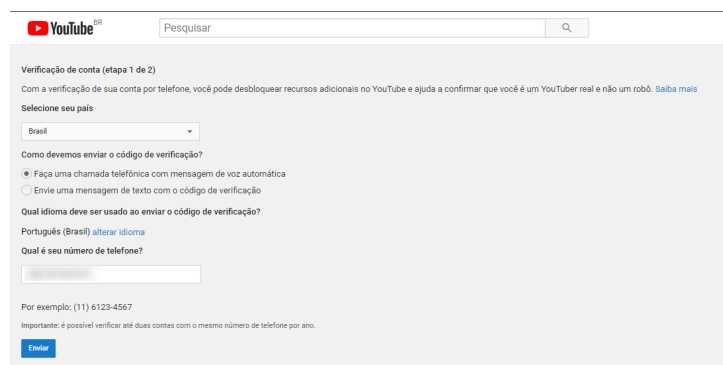 YouTube BR
Pesquisar
Verificação de conta (etapa 1 de 2)
Com a verificação de sua conta por telefone, você pode desbloquear recursos adicionais no YouTube e ajuda a confirmar que você é um YouTuber real e não um robô. Saiba mais
Selecione seu país
Brasil
Como devemos enviar o código de verificação?
Faça uma chamada telefônica com mensagem de voz automática
Envie uma mensagem de texto com o código de verificação
Qual idioma deve ser usado ao enviar o código de verificação?
Português (Brasil) alterar idioma
Qual é seu número de telefone?
Por exemplo: (11) 6123-4567
Importante: é possível verificar até duas contas com o mesmo número de telefone por ano.
Enviar